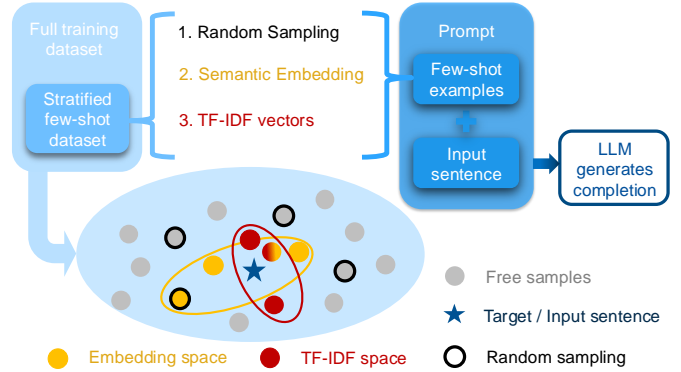 Full training
dataset
Stratified
few-shot
dataset
1. Random Sampling
2. Semantic Embedding
3. TF-IDF vectors
Prompt
Few-shot
examples
Input
sentence
LLM
generates
completion
Free samples
Target / Input sentence
Embedding space
TF-IDF space
Random sampling